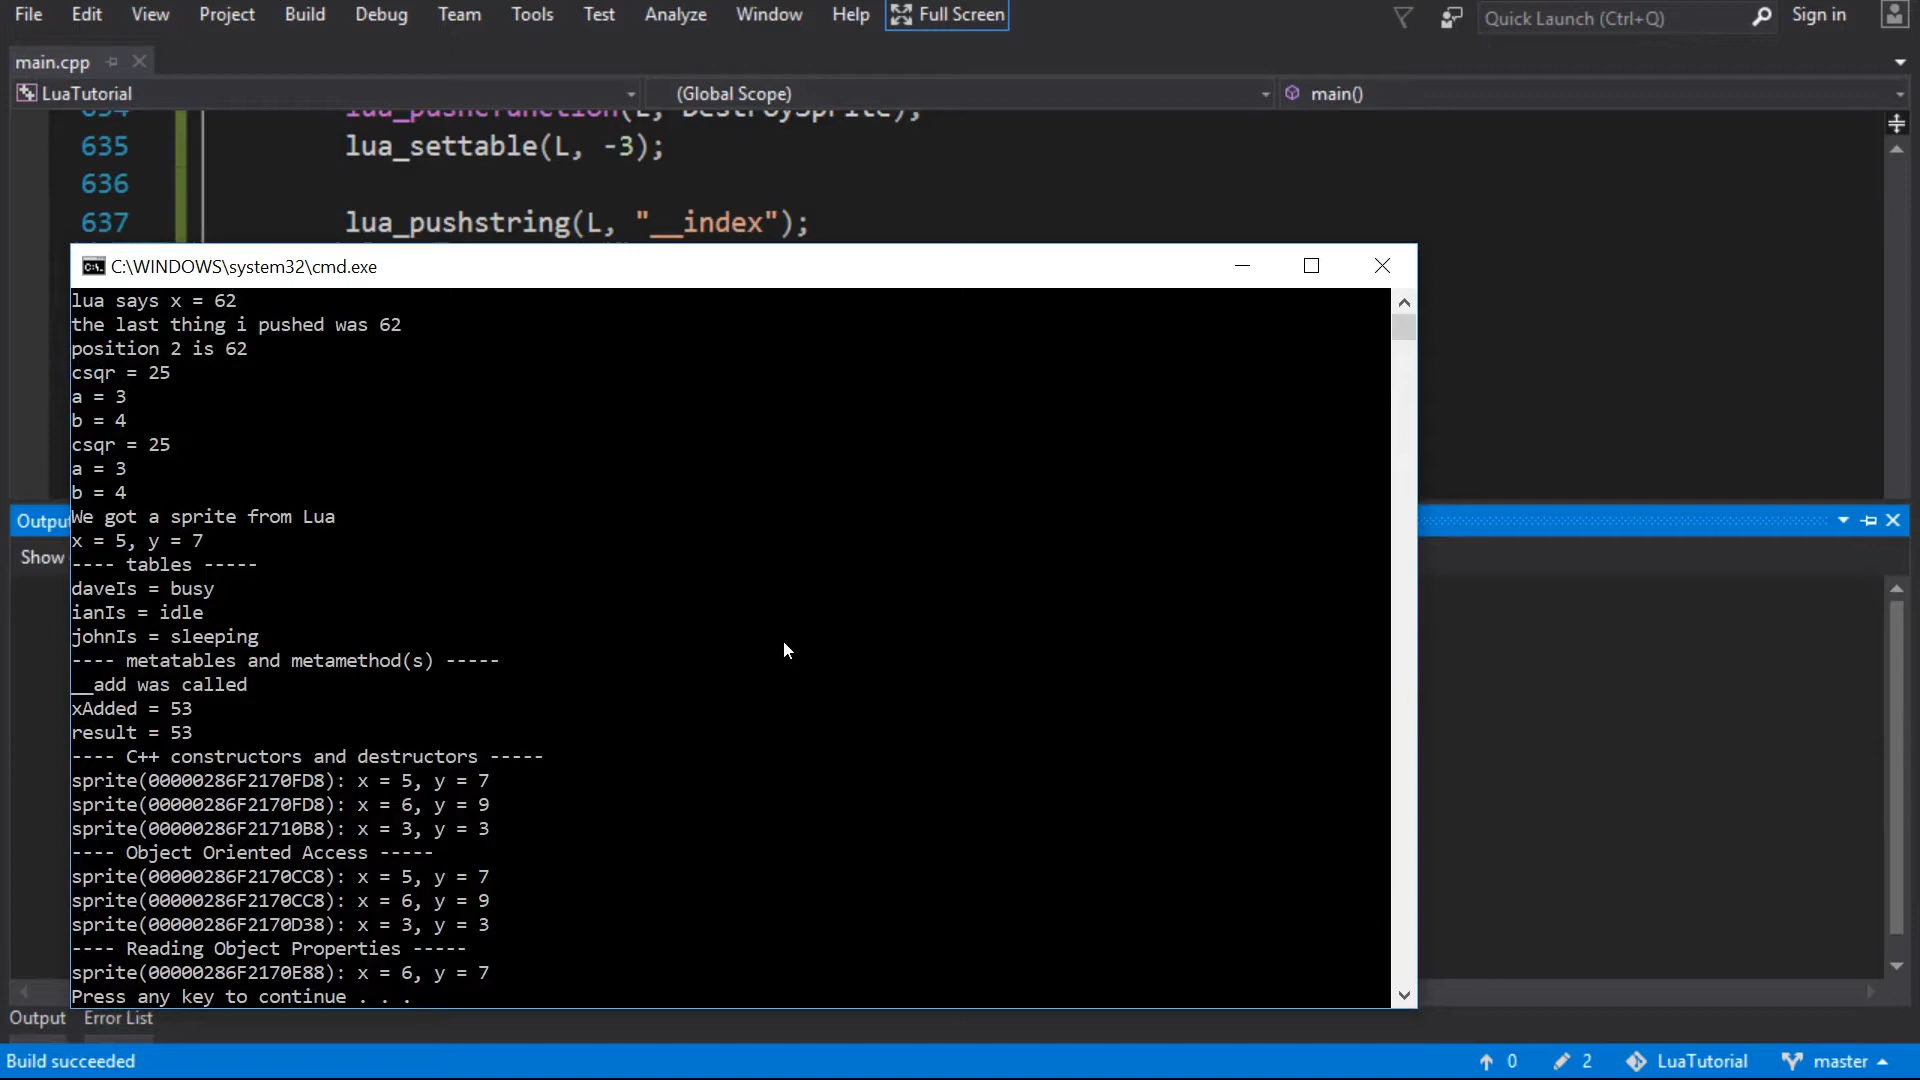 File Edit View Project Build Debug Team Tools Test Analyze Window Help Full Screen Quick Launch (Ctrl+Q) Sign in
main.cpp
LuaTutorial (Global Scope) main()
634 lua_pushcfunction(L, DestroySprite);
635 lua_settable(L, -3);
636
637 lua_pushstring(L, "__index");
C:\WINDOWS\system32\cmd.exe
lua says x = 62
the last thing i pushed was 62
position 2 is 62
csqr = 25
a = 3
b = 4
csqr = 25
a = 3
b = 4
We got a sprite from Lua
x = 5, y = 7
---- tables -----
daveIs = busy
ianIs = idle
johnIs = sleeping
---- metatables and metamethod(s) -----
__add was called
xAdded = 53
result = 53
---- C++ constructors and destructors -----
sprite(00000286F2170FD8): x = 5, y = 7
sprite(00000286F2170FD8): x = 6, y = 9
sprite(00000286F21710B8): x = 3, y = 3
---- Object Oriented Access -----
sprite(00000286F2170CC8): x = 5, y = 7
sprite(00000286F2170CC8): x = 6, y = 9
sprite(00000286F2170D38): x = 3, y = 3
---- Reading Object Properties -----
sprite(00000286F2170E88): x = 6, y = 7
Press any key to continue . . .
Output
Show
Output Error List
Build succeeded 0 2 LuaTutorial master